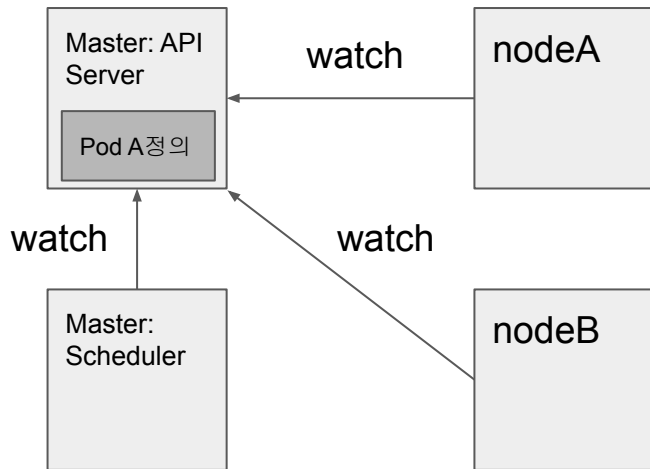 Master: API
Server
Pod A정의
watch
nodeA
watch
watch
Master:
Scheduler
nodeB